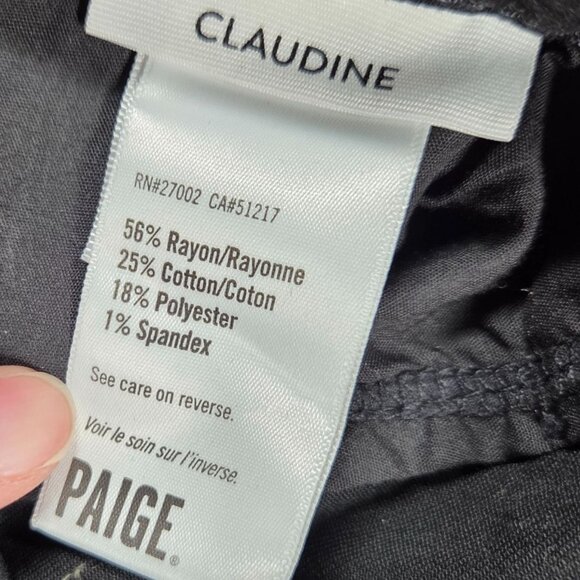 CLAUDINE
RN#27002 CA#51217
56% Rayon/Rayonne
25% Cotton/Coton
18% Polyester
1% Spandex
See care on reverse.
Voir le soin sur l'inverse.
PAIGE®